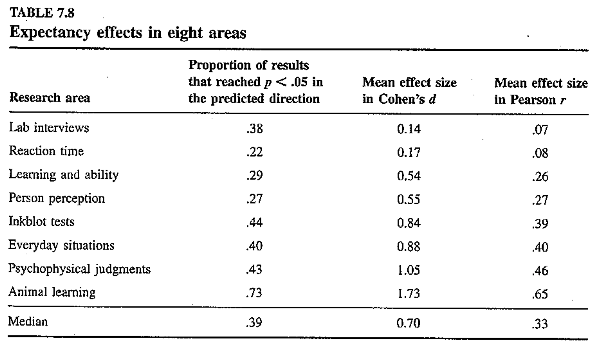 TABLE 7.8
Expectancy effects in eight areas
Proportion of results
that reached p < .05 in Mean effect size Mean effect size
Research area the predicted direction in Cohen's d in Pearson r
Lab interviews .38 0.14 .07
Reaction time .22 0.17 .08
Learning and ability .29 0.54 .26
Person perception .27 0.55 .27
Inkblot tests .44 0.84 .39
Everyday situations .40 0.88 .40
Psychophysical judgments .43 1.05 .46
Animal learning .73 1.73 .65
Median .39 0.70 .33